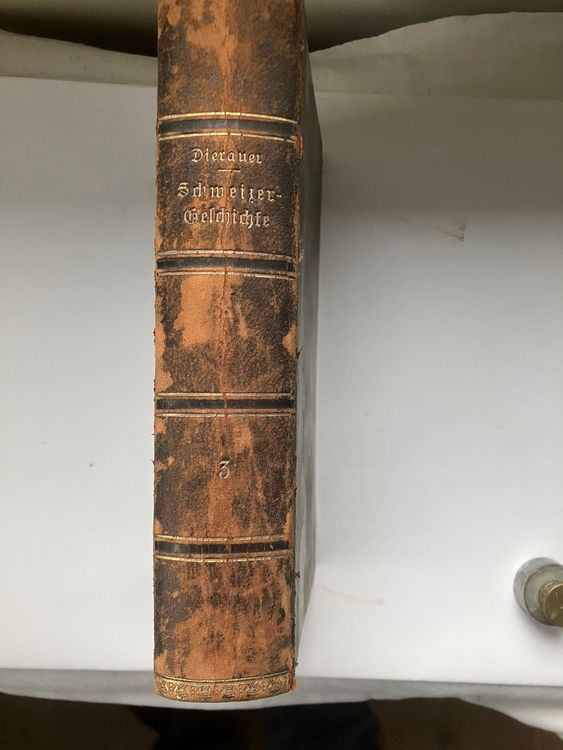 Dierauer
Schweizer-
Geschichte
3